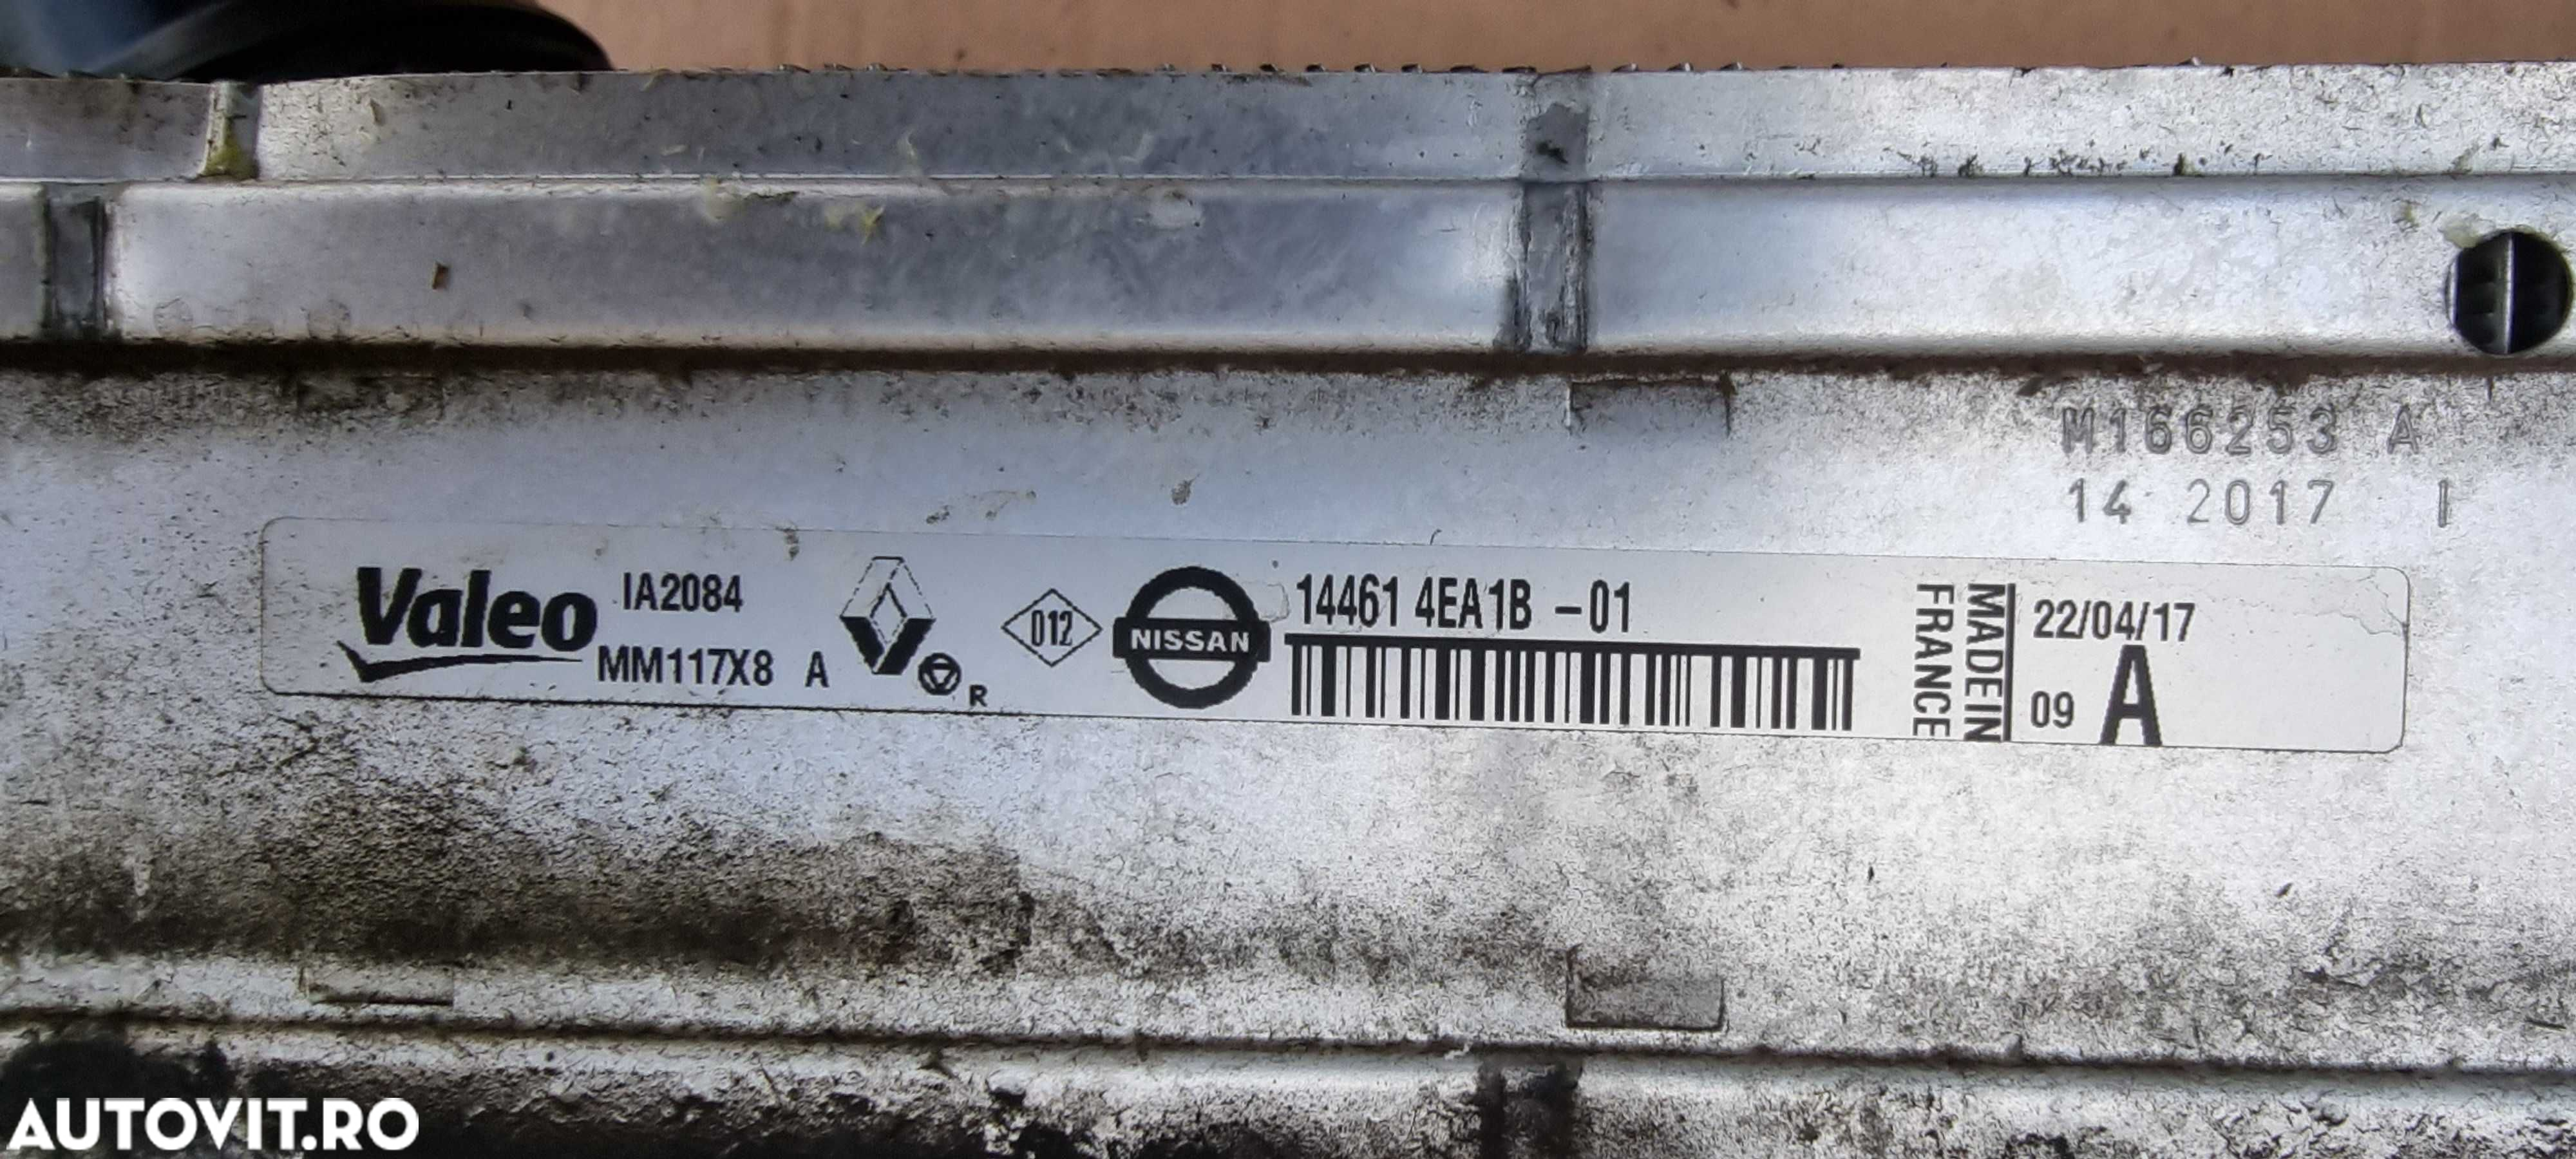 M166253 A
14 2017 I
Valeo IA2084
MM117X8 A
R
012
NISSAN
14461 4EA1B -01
MADE IN
FRANCE
22/04/17
09 A
AUTOVIT.RO